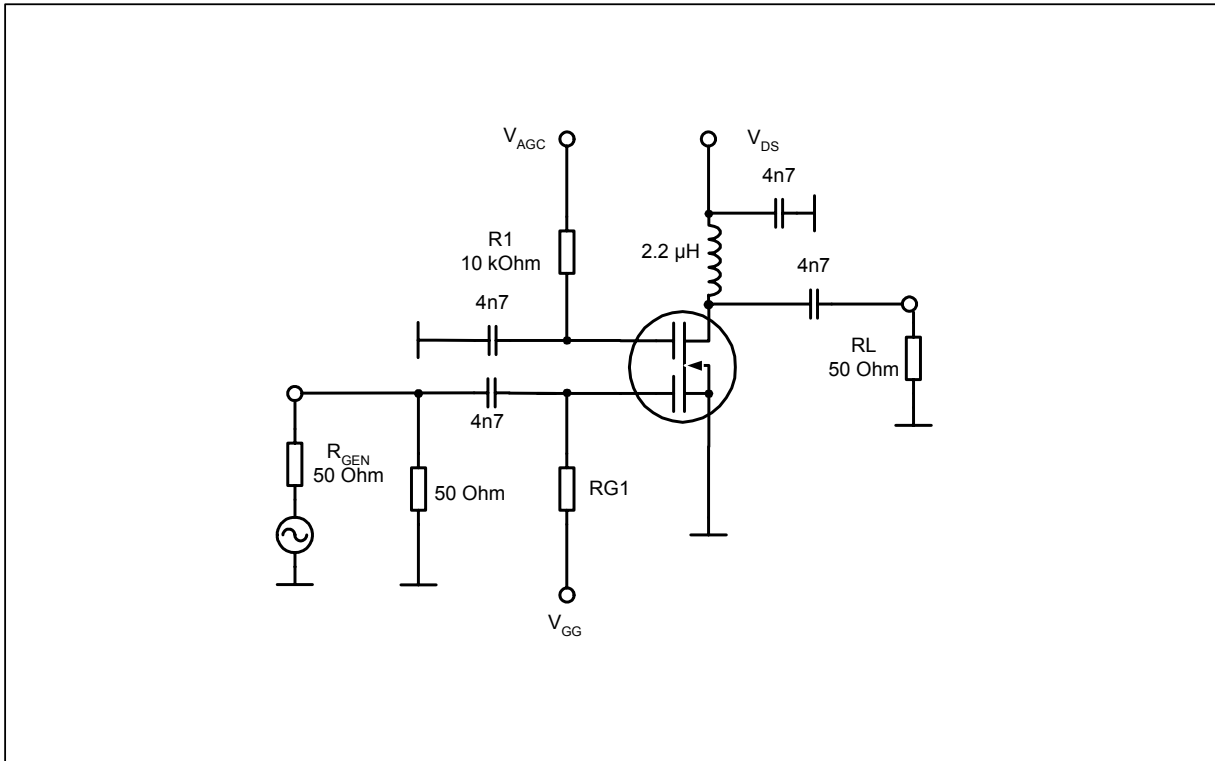 V_AGC
V_DS
4n7
R1
10 kOhm
2.2 µH
4n7
4n7
RL
50 Ohm
4n7
R_GEN
50 Ohm
50 Ohm
RG1
V_GG